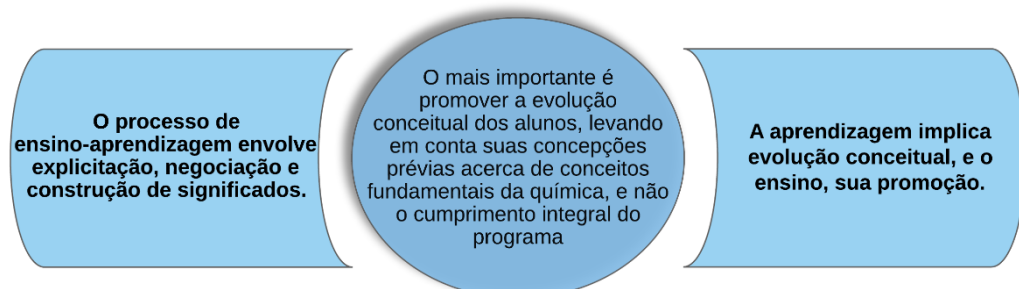 O processo de
ensino-aprendizagem envolve
explicitação, negociação e
construção de significados.
O mais importante é
promover a evolução
conceitual dos alunos, levando
em conta suas concepções
prévias acerca de conceitos
fundamentais da química, e não
o cumprimento integral do
programa
A aprendizagem implica
evolução conceitual, e o
ensino, sua promoção.